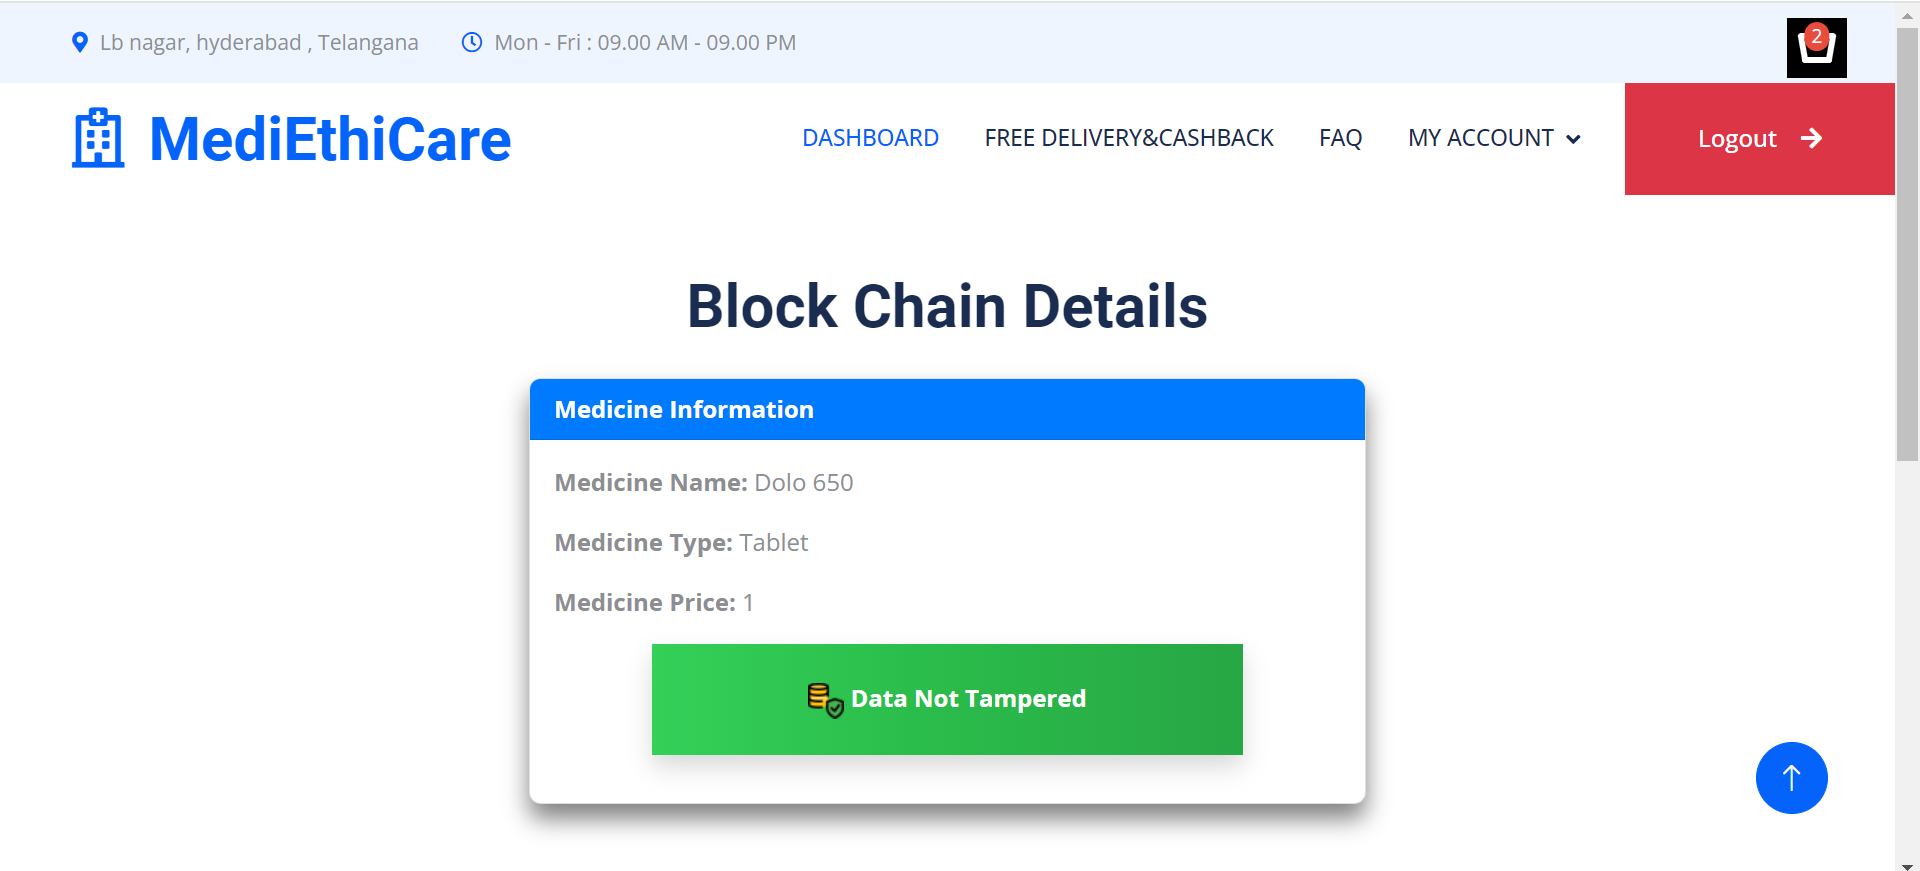 Lb nagar, hyderabad , Telangana
Mon - Fri : 09.00 AM - 09.00 PM
2
MediEthiCare
DASHBOARD
FREE DELIVERY&CASHBACK
FAQ
MY ACCOUNT
Logout
Block Chain Details
Medicine Information
Medicine Name: Dolo 650
Medicine Type: Tablet
Medicine Price: 1
Data Not Tampered